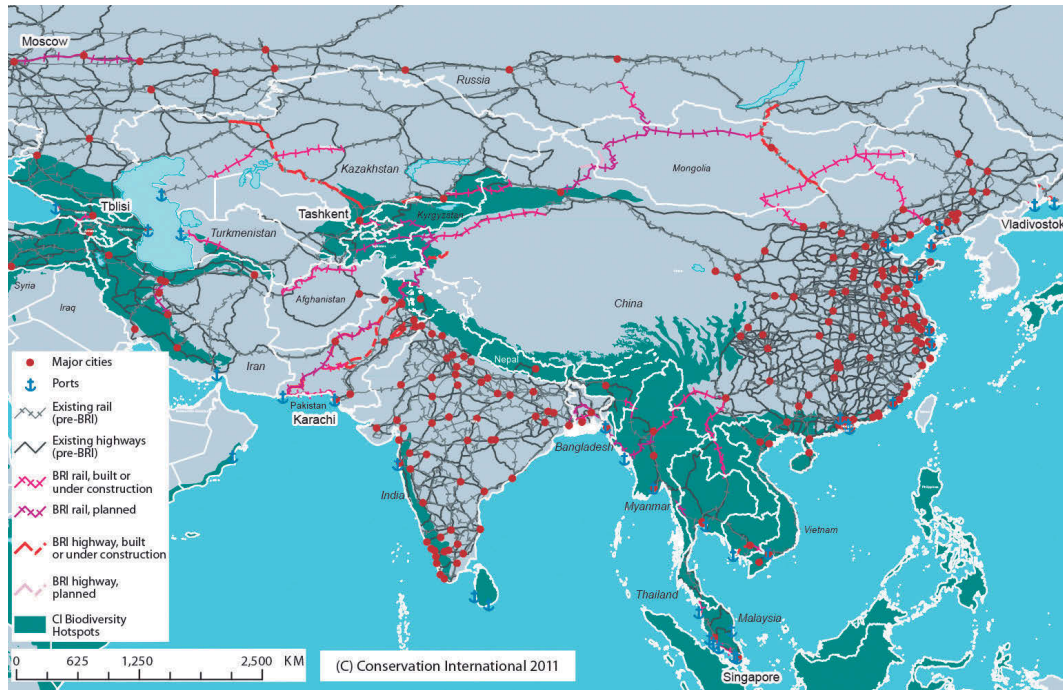 Moscow
Russia
Kazakhstan
Mongolia
Tblisi
Tashkent
Kyrgyzstan
Vladivostok
Turkmenistan
Syria
Iraq
Afghanistan
China
Iran
Nepal
Pakistan
Karachi
Bangladesh
India
Myanmar
Vietnam
Thailand
Malaysia
Singapore
Major cities
Ports
Existing rail
(pre-BRI)
Existing highways
(pre-BRI)
BRI rail, built or
under construction
BRI rail, planned
BRI highway, built
or under construction
BRI highway,
planned
CI Biodiversity
Hotspots
0 625 1,250 2,500 KM
(C) Conservation International 2011